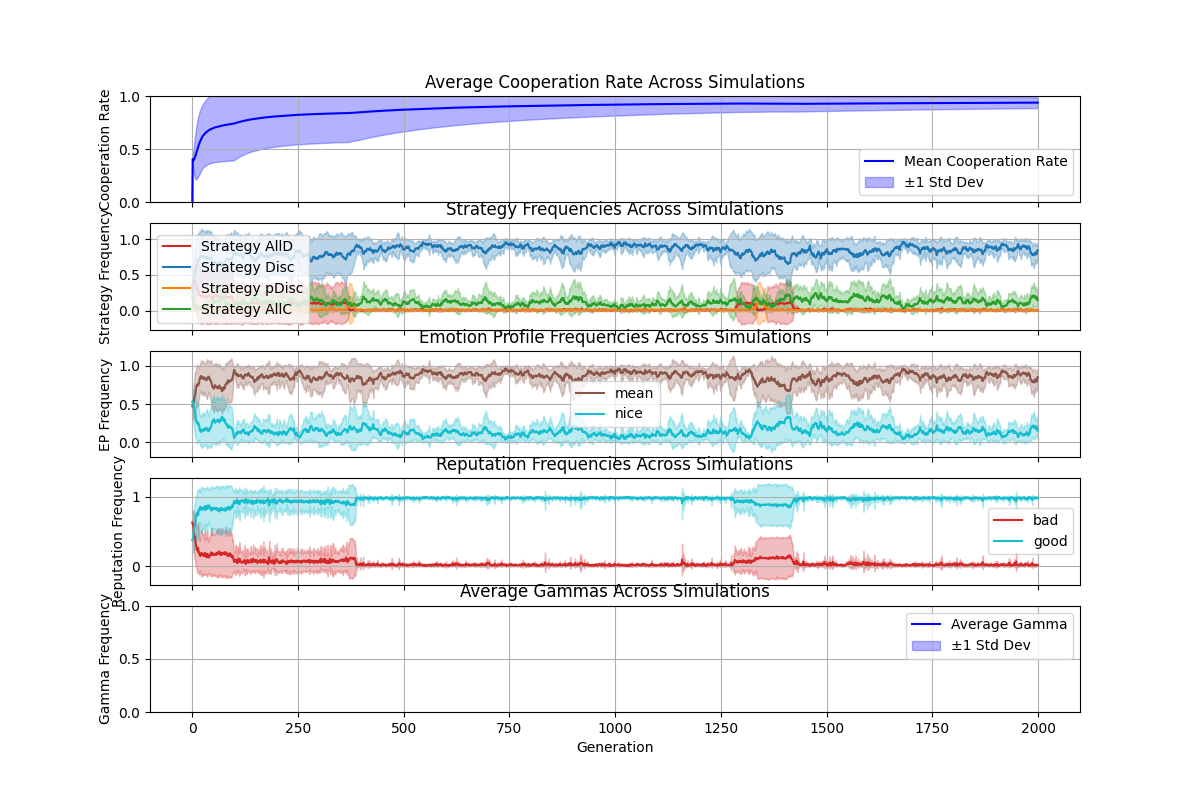 Average Cooperation Rate Across Simulations
Cooperation Rate
1.0
0.5
0.0
Mean Cooperation Rate
±1 Std Dev
Strategy Frequencies Across Simulations
Strategy Frequency
1.0
0.5
0.0
Strategy AllD
Strategy Disc
Strategy pDisc
Strategy AllC
Emotion Profile Frequencies Across Simulations
EP Frequency
1.0
0.5
0.0
mean
nice
Reputation Frequencies Across Simulations
Reputation Frequency
1
0
bad
good
Average Gammas Across Simulations
Gamma Frequency
1.0
0.5
0.0
Average Gamma
±1 Std Dev
0 250 500 750 1000 1250 1500 1750 2000
Generation